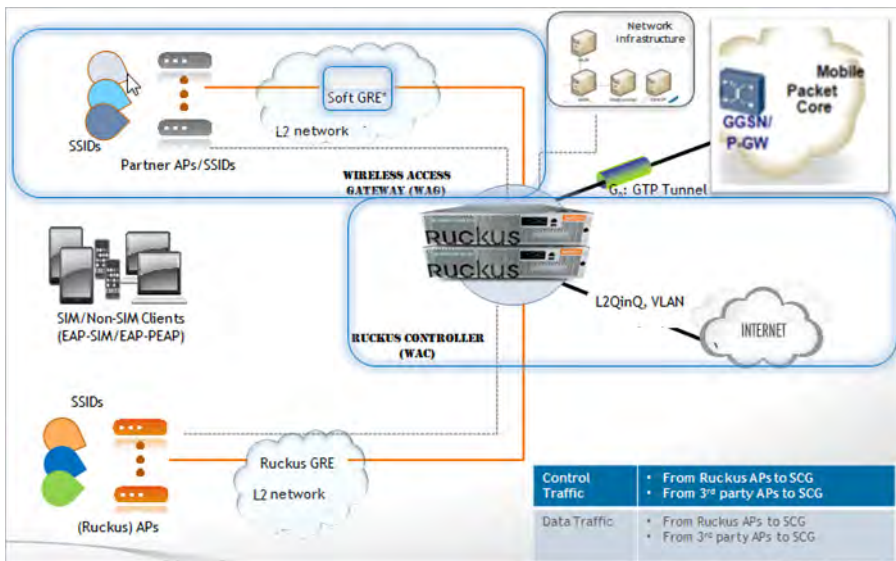 Network
Infrastructure
Mobile
Packet
Core
GGSN/
P-GW
Soft GRE*
L2 network
SSIDs
Partner APs/SSIDs
WIRELESS ACCESS
GATEWAY (WAG)
Gn: GTP Tunnel
RUCKUS
RUCKUS
SIM/Non-SIM Clients
(EAP-SIM/EAP-PEAP)
L2QinQ, VLAN
INTERNET
RUCKUS CONTROLLER
(WAC)
SSIDs
Ruckus GRE
L2 network
(Ruckus) APs
Control
Traffic
• From Ruckus APs to SCG
• From 3rd party APs to SCG
Data Traffic
• From Ruckus APs to SCG
• From 3rd party APs to SCG